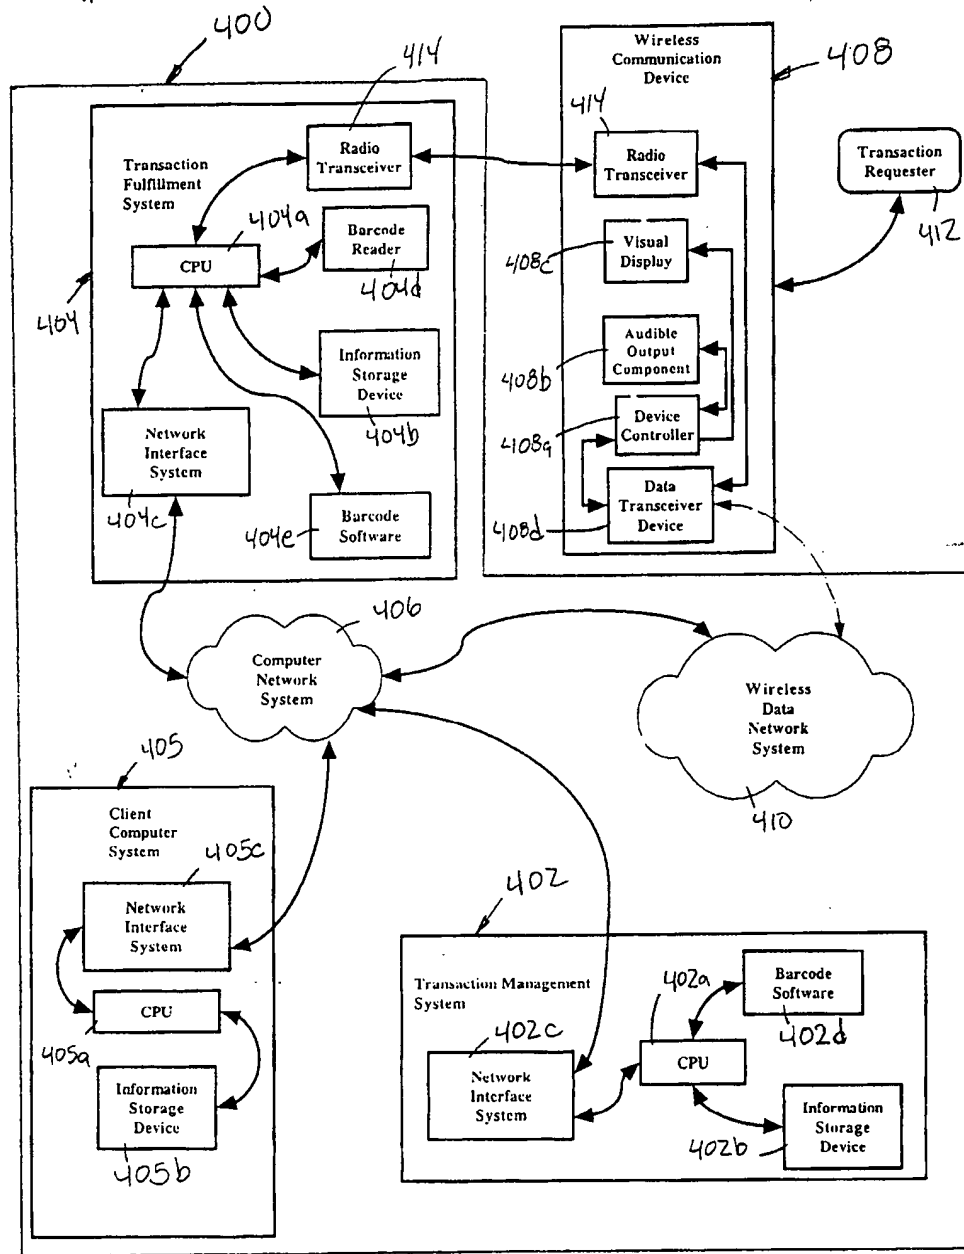 400
414
Wireless
Communication
Device
408
Transaction
Fulfillment
System
Radio
Transceiver
414
Radio
Transceiver
Transaction
Requester
412
404a
CPU
Barcode
Reader
404d
408c
Visual
Display
404
Information
Storage
Device
404b
408b
Audible
Output
Component
408a
Device
Controller
Network
Interface
System
404c
404e
Barcode
Software
408d
Data
Transceiver
Device
406
Computer
Network
System
Wireless
Data
Network
System
410
405
Client
Computer
System
405c
Network
Interface
System
CPU
405a
Information
Storage
Device
405b
402
Transaction Management
System
402a
Barcode
Software
402d
402c
Network
Interface
System
CPU
Information
Storage
Device
402b